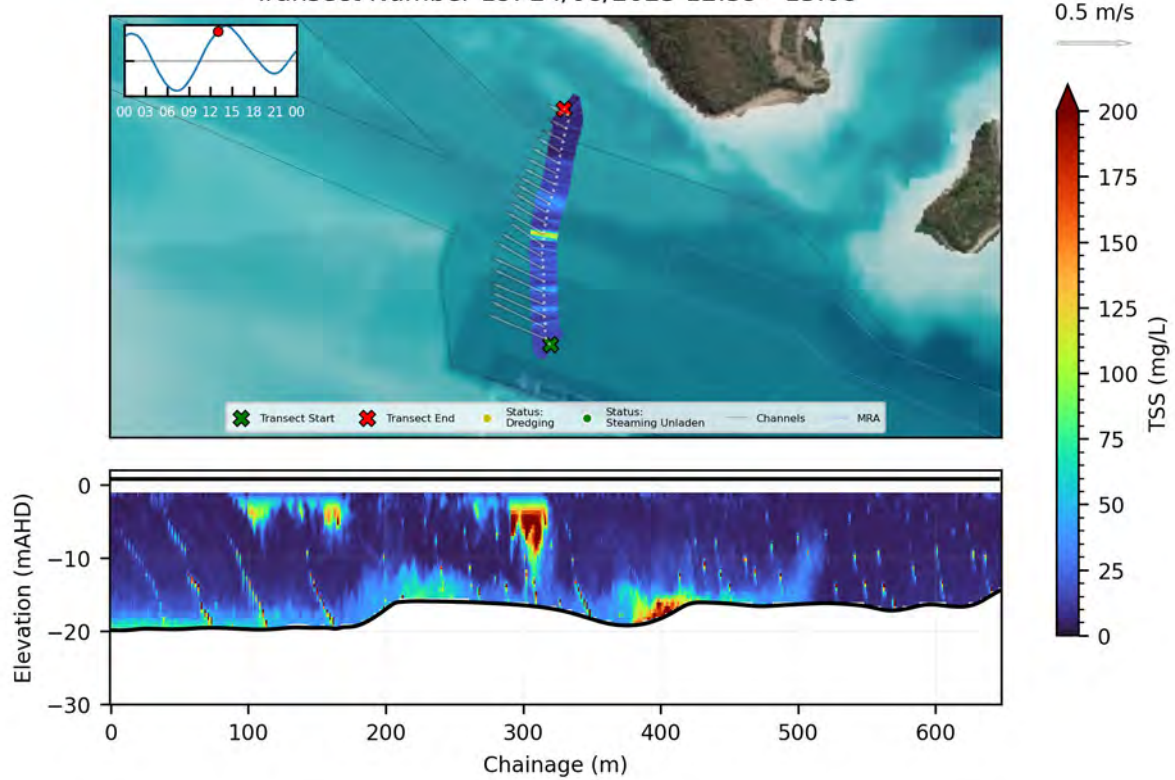 0.5 m/s
00 03 06 09 12 15 18 21 00
Transect Start
Transect End
Status:
Dredging
Status:
Steaming Unladen
Channels
MRA
200
175
150
125
100
75
50
25
0
TSS (mg/L)
0
−10
−20
−30
Elevation (mAHD)
0 100 200 300 400 500 600
Chainage (m)